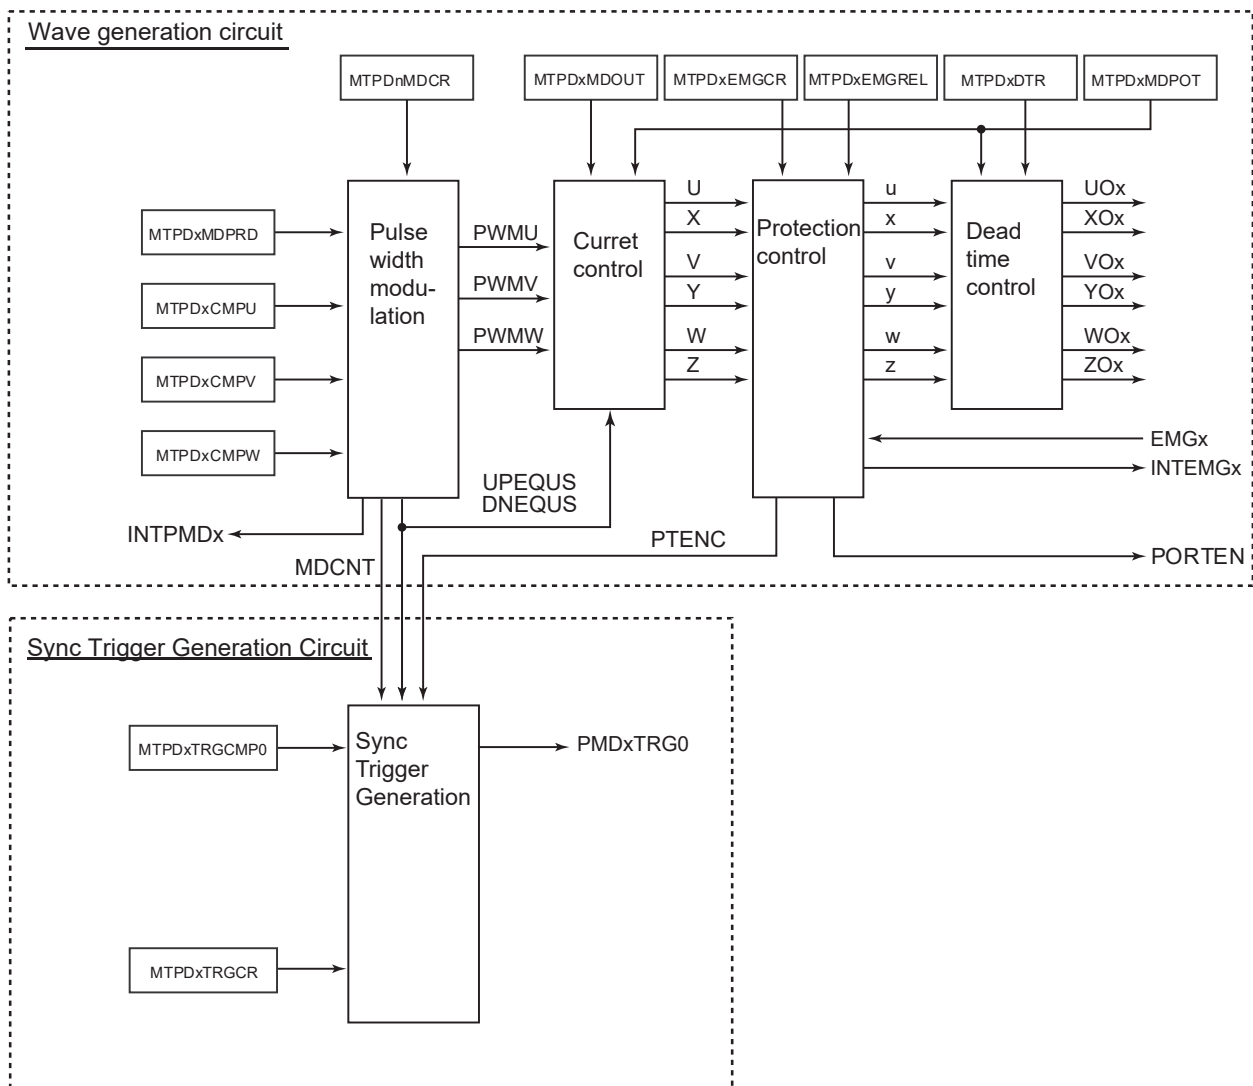 Wave generation circuit
MTPDnMDCR
MTPDxMDOUT
MTPDxEMGCR
MTPDxEMGREL
MTPDxDTR
MTPDxMDPOT
MTPDxMDPRD
MTPDxCMPU
MTPDxCMPV
MTPDxCMPW
Pulse
width
modu-
lation
PWMU
PWMV
PWMW
Curret
control
U
X
V
Y
W
Z
Protection
control
u
x
v
y
w
z
Dead
time
control
UOx
XOx
VOx
YOx
WOx
ZOx
EMGx
INTEMGx
UPEQUS
DNEQUS
INTPMDx
PTENC
MDCNT
PORTEN
Sync Trigger Generation Circuit
MTPDxTRGCMP0
Sync
Trigger
Generation
PMDxTRG0
MTPDxTRGCR